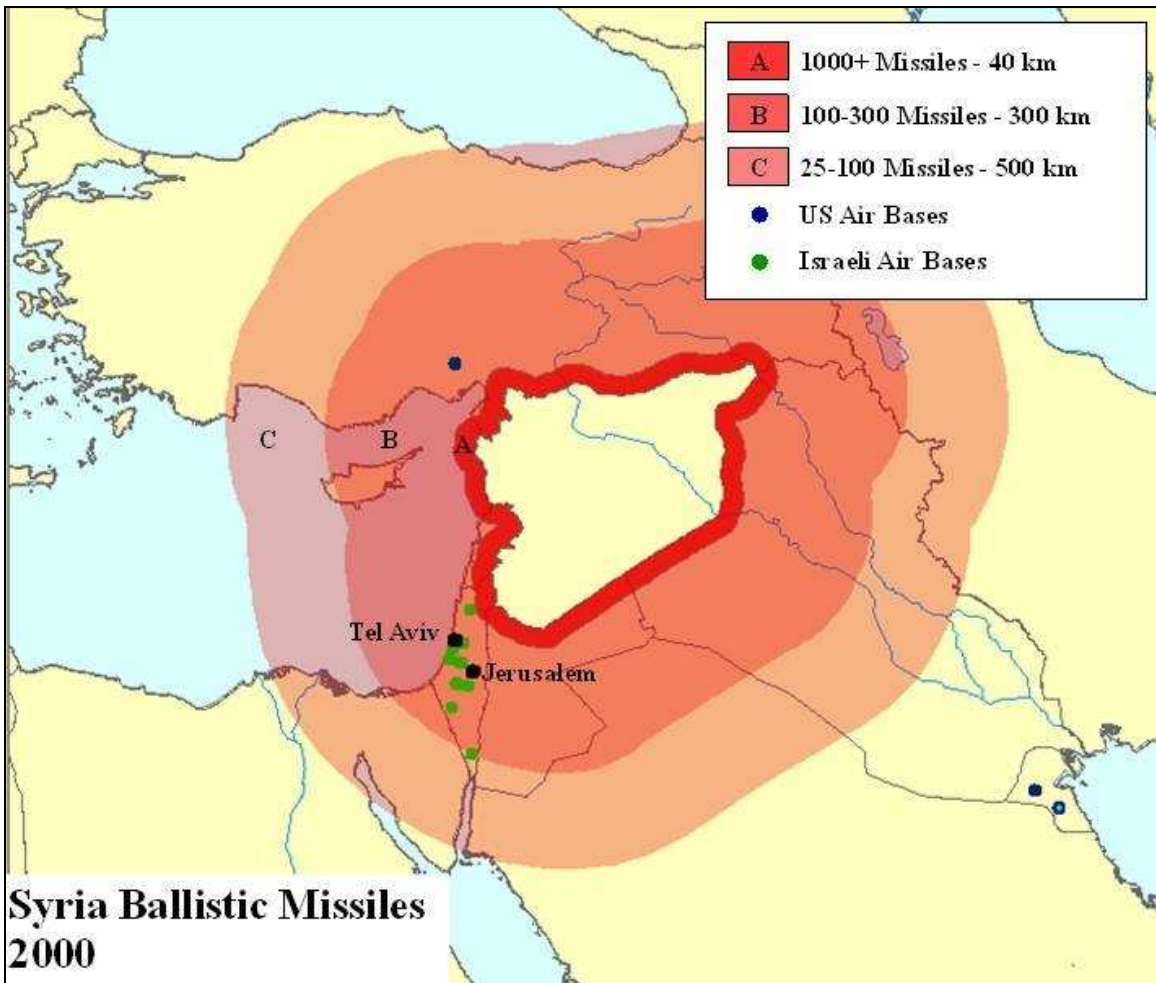 A 1000+ Missiles - 40 km
B 100-300 Missiles - 300 km
C 25-100 Missiles - 500 km
US Air Bases
Israeli Air Bases
C B A
Tel Aviv
Jerusalem
Syria Ballistic Missiles
2000